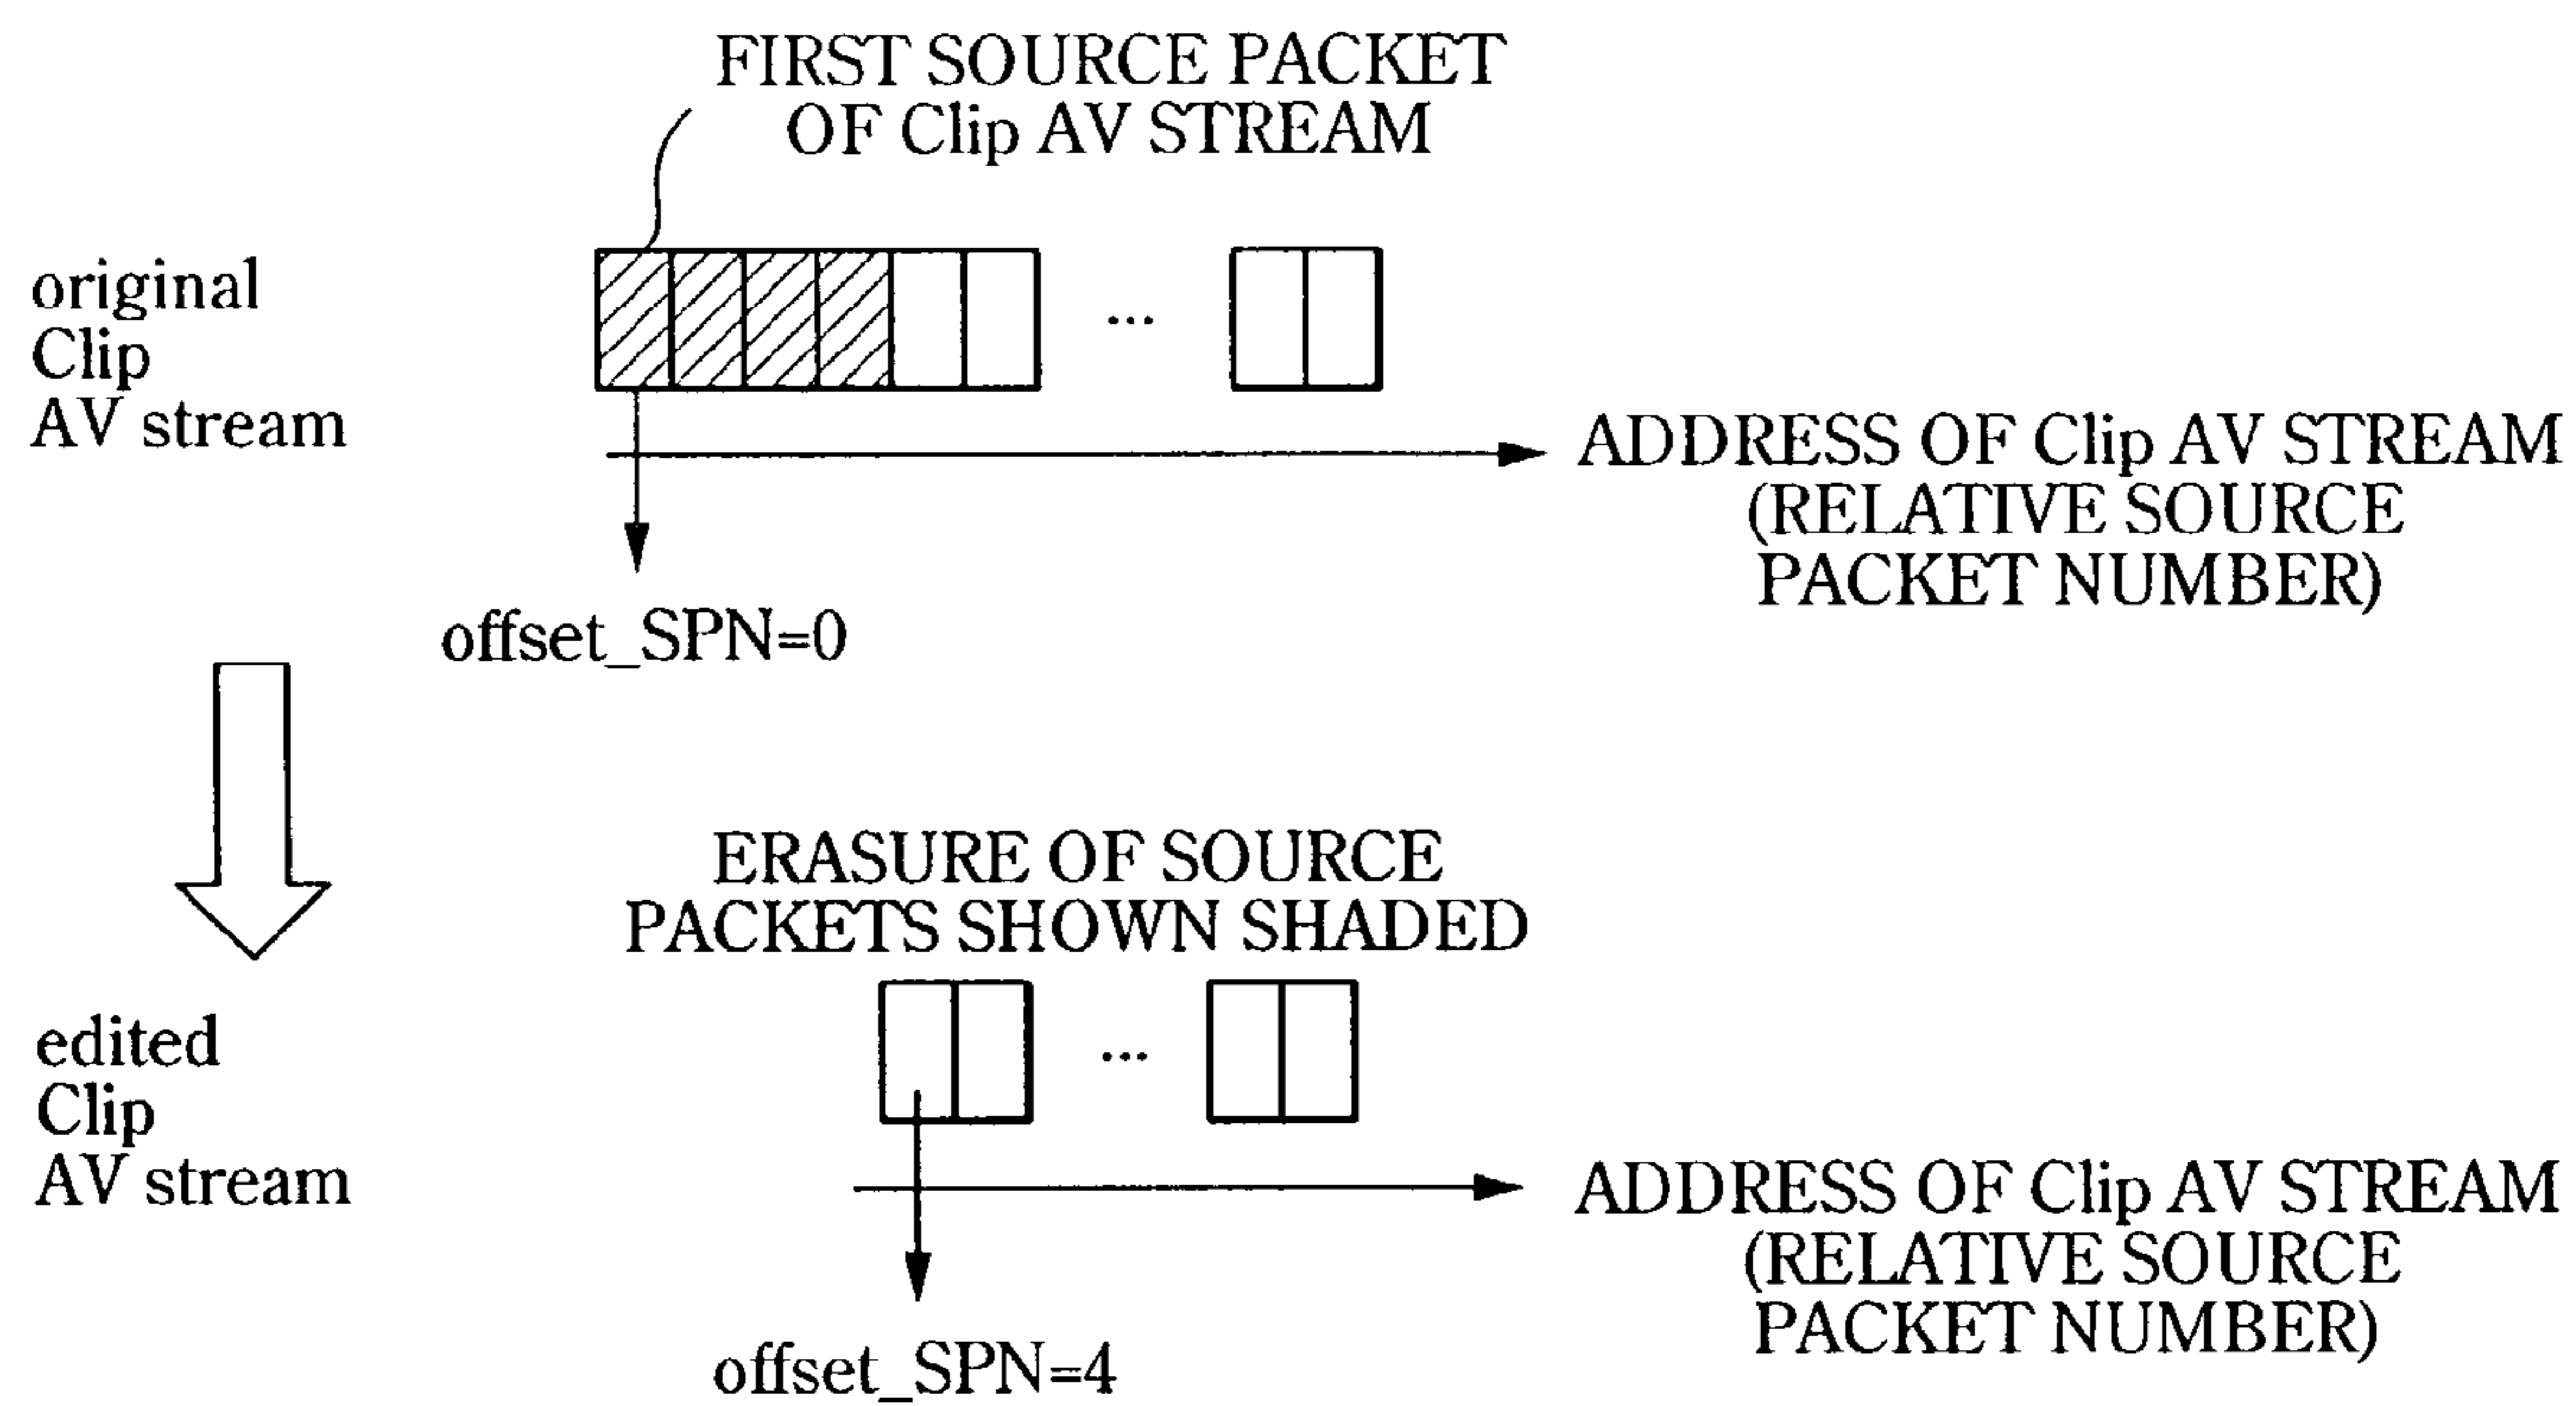 FIRST SOURCE PACKET
OF Clip AV STREAM
original
Clip
AV stream
...
ADDRESS OF Clip AV STREAM
(RELATIVE SOURCE
PACKET NUMBER)
offset_SPN=0
ERASURE OF SOURCE
PACKETS SHOWN SHADED
edited
Clip
AV stream
...
ADDRESS OF Clip AV STREAM
(RELATIVE SOURCE
PACKET NUMBER)
offset_SPN=4